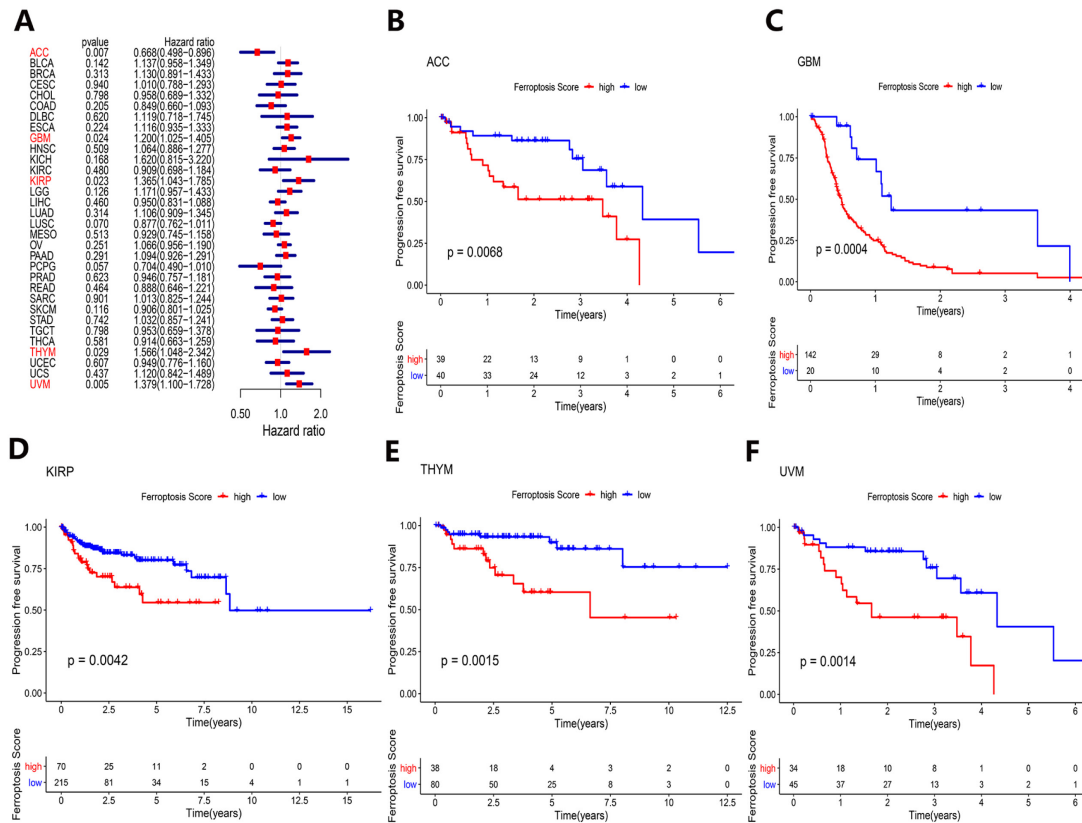 A
pvalue Hazard ratio
ACC 0.007 0.668(0.498−0.896)
BLCA 0.142 1.137(0.958−1.349)
BRCA 0.313 1.130(0.891−1.433)
CESC 0.940 1.010(0.788−1.293)
CHOL 0.798 0.958(0.689−1.332)
COAD 0.205 0.849(0.660−1.093)
DLBC 0.620 1.119(0.718−1.745)
ESCA 0.224 1.116(0.935−1.333)
GBM 0.024 1.200(1.025−1.405)
HNSC 0.509 1.064(0.886−1.277)
KICH 0.168 1.620(0.815−3.220)
KIRC 0.480 0.909(0.698−1.184)
KIRP 0.023 1.365(1.043−1.785)
LGG 0.126 1.171(0.957−1.433)
LIHC 0.460 0.950(0.831−1.088)
LUAD 0.314 1.106(0.909−1.345)
LUSC 0.070 0.877(0.762−1.011)
MESO 0.513 0.929(0.745−1.158)
OV 0.251 1.066(0.956−1.190)
PAAD 0.291 1.094(0.926−1.291)
PCPG 0.057 0.704(0.490−1.010)
PRAD 0.623 0.946(0.757−1.181)
READ 0.464 0.888(0.646−1.221)
SARC 0.901 1.013(0.825−1.244)
SKCM 0.116 0.906(0.801−1.025)
STAD 0.742 1.032(0.857−1.241)
TGCT 0.798 0.953(0.659−1.378)
THCA 0.581 0.914(0.663−1.259)
THYM 0.029 1.566(1.048−2.342)
UCEC 0.607 0.949(0.776−1.160)
UCS 0.437 1.120(0.842−1.489)
UVM 0.005 1.379(1.100−1.728)
0.50 1.0 2.0
Hazard ratio
B
ACC
Ferroptosis Score high low
Progression free survival
1.00
0.75
0.50
0.25
0.00
p = 0.0068
0 1 2 3 4 5 6
Time(years)
Ferroptosis Score
high 39 22 13 9 1 0 0
low 40 33 24 12 3 2 1
0 1 2 3 4 5 6
Time(years)
C
GBM
Ferroptosis Score high low
Progression free survival
1.00
0.75
0.50
0.25
0.00
p = 0.0004
0 1 2 3 4
Time(years)
Ferroptosis Score
high 142 29 8 2 1
low 20 10 4 2 0
0 1 2 3 4
Time(years)
D
KIRP
Ferroptosis Score high low
Progression free survival
1.00
0.75
0.50
0.25
0.00
p = 0.0042
0 2.5 5 7.5 10 15 16
Time(years)
Ferroptosis Score
high 70 25 11 2 0 0 0
low 215 81 34 15 4 1 1
0 2.5 5 7.5 10 15 16
Time(years)
E
THYM
Ferroptosis Score high low
Progression free survival
1.00
0.75
0.50
0.25
0.00
p = 0.0015
0 2.5 5 7.5 10 12.5
Time(years)
Ferroptosis Score
high 38 18 4 3 2 0
low 80 50 25 8 3 0
0 2.5 5 7.5 10 12.5
Time(years)
F
UVM
Ferroptosis Score high low
Progression free survival
1.00
0.75
0.50
0.25
0.00
p = 0.0014
0 1 2 3 4 5 6
Time(years)
Ferroptosis Score
high 34 18 10 8 1 0 0
low 45 37 27 13 3 2 1
0 1 2 3 4 5 6
Time(years)